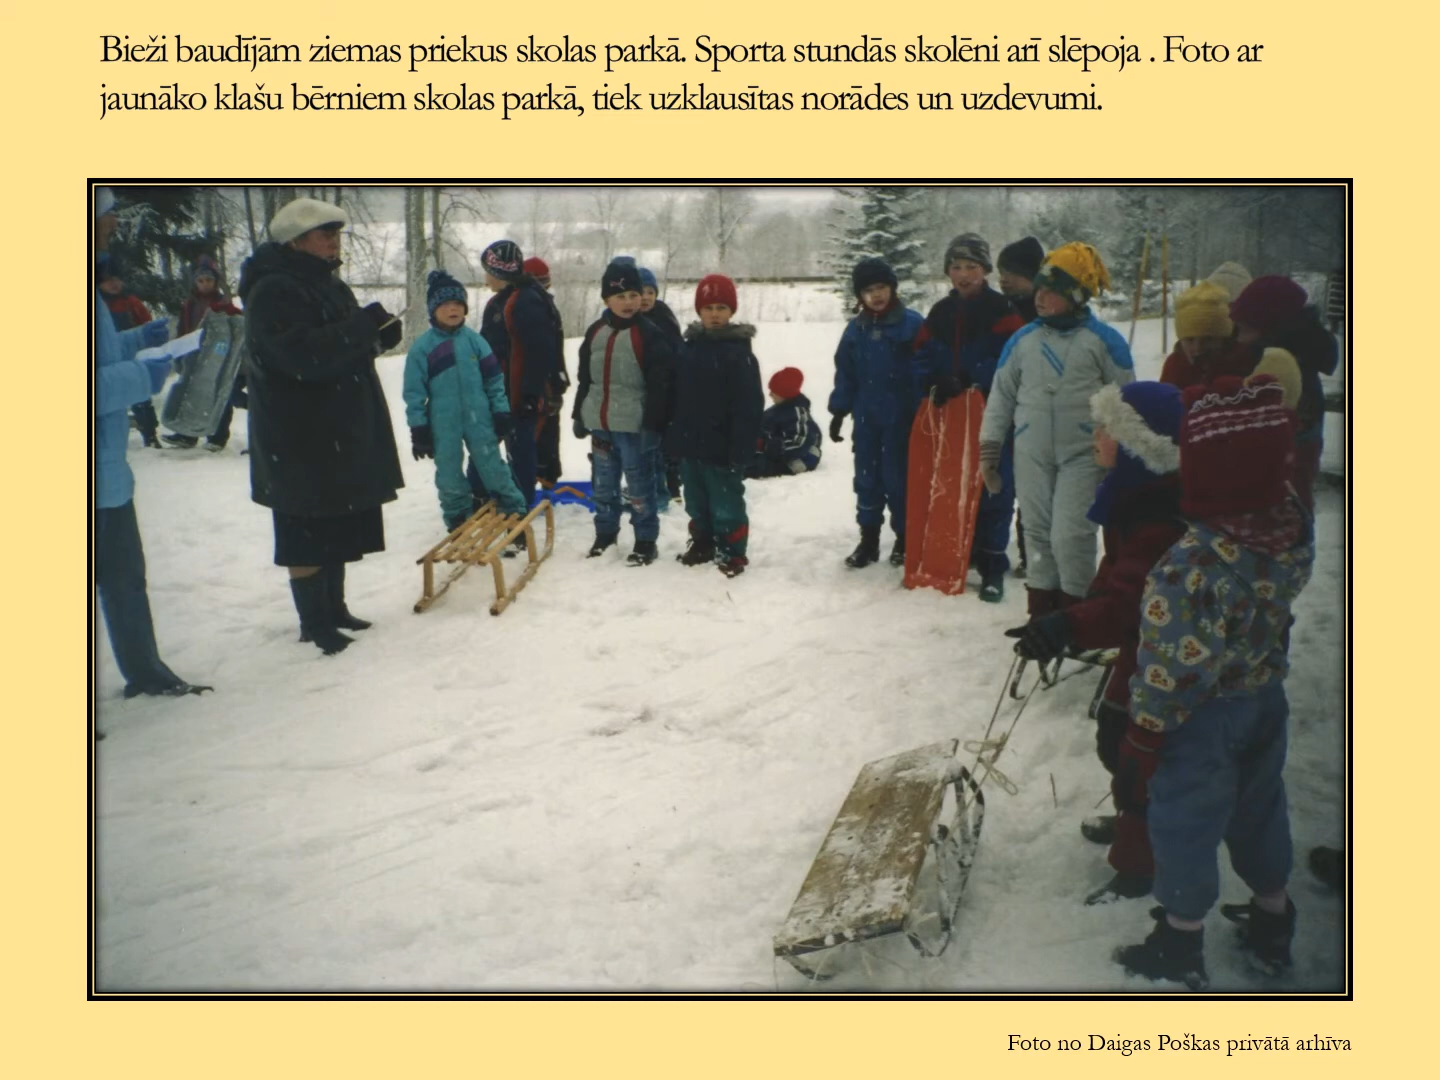 Bieži baudījām ziemas priekus skolas parkā. Sporta stundās skolēni arī slēpoja . Foto ar
jaunāko klašu bērniem skolas parkā, tiek uzklausītas norādes un uzdevumi.
Foto no Daigas Poškas privātā arhīva